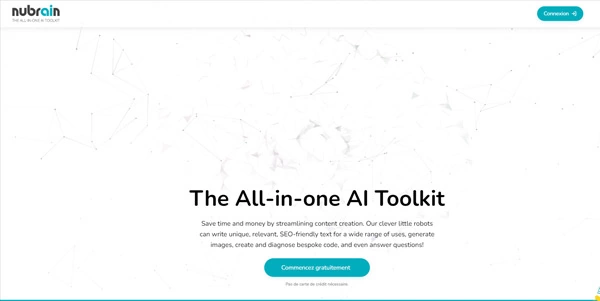 nubrain
THE ALL-IN-ONE AI TOOLKIT
Connexion
The All-in-one AI Toolkit
Save time and money by streamlining content creation. Our clever little robots
can write unique, relevant, SEO-friendly text for a wide range of uses, generate
images, create and diagnose bespoke code, and even answer questions!
Commencez gratuitement
Pas de carte de crédit nécessaire